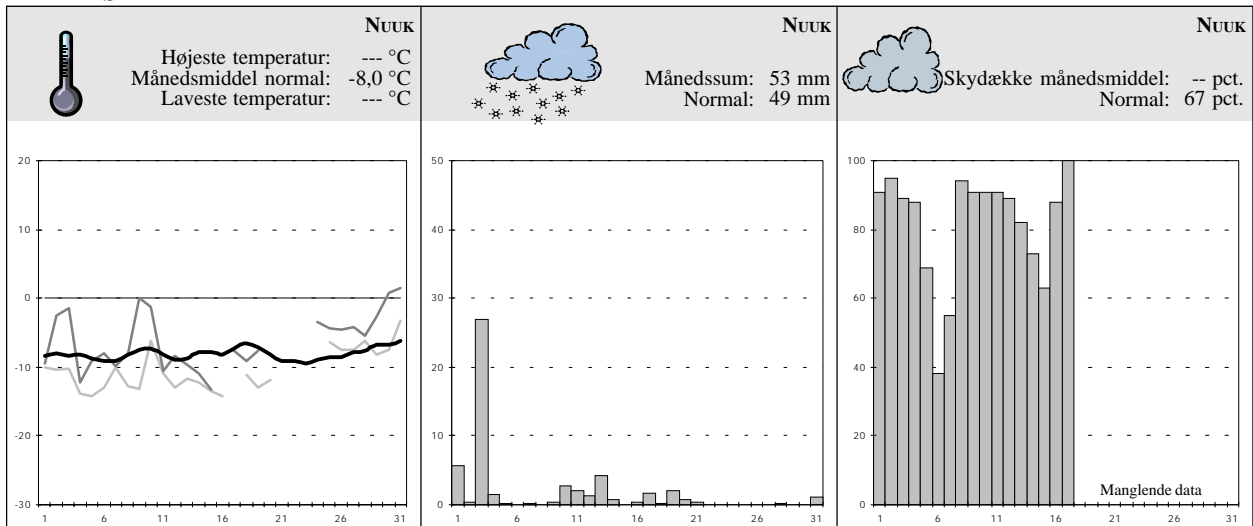 NUUK
Højeste temperatur: --- °C
Månedsmiddel normal: -8,0 °C
Laveste temperatur: --- °C
20
10
0
-10
-20
-30
1 6 11 16 21 26 31
NUUK
Månedssum: 53 mm
Normal: 49 mm
50
40
30
20
10
0
1 6 11 16 21 26 31
NUUK
Skydække månedsmiddel: -- pct.
Normal: 67 pct.
100
80
60
40
20
0
Manglende data
1 6 11 16 21 26 31